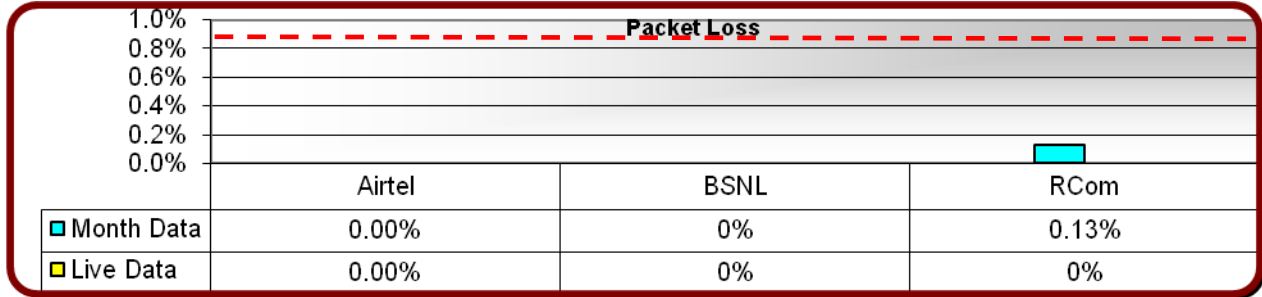 Packet Loss
1.0%
0.8%
0.6%
0.4%
0.2%
0.0%
Airtel BSNL RCom
Month Data 0.00% 0% 0.13%
Live Data 0.00% 0% 0%